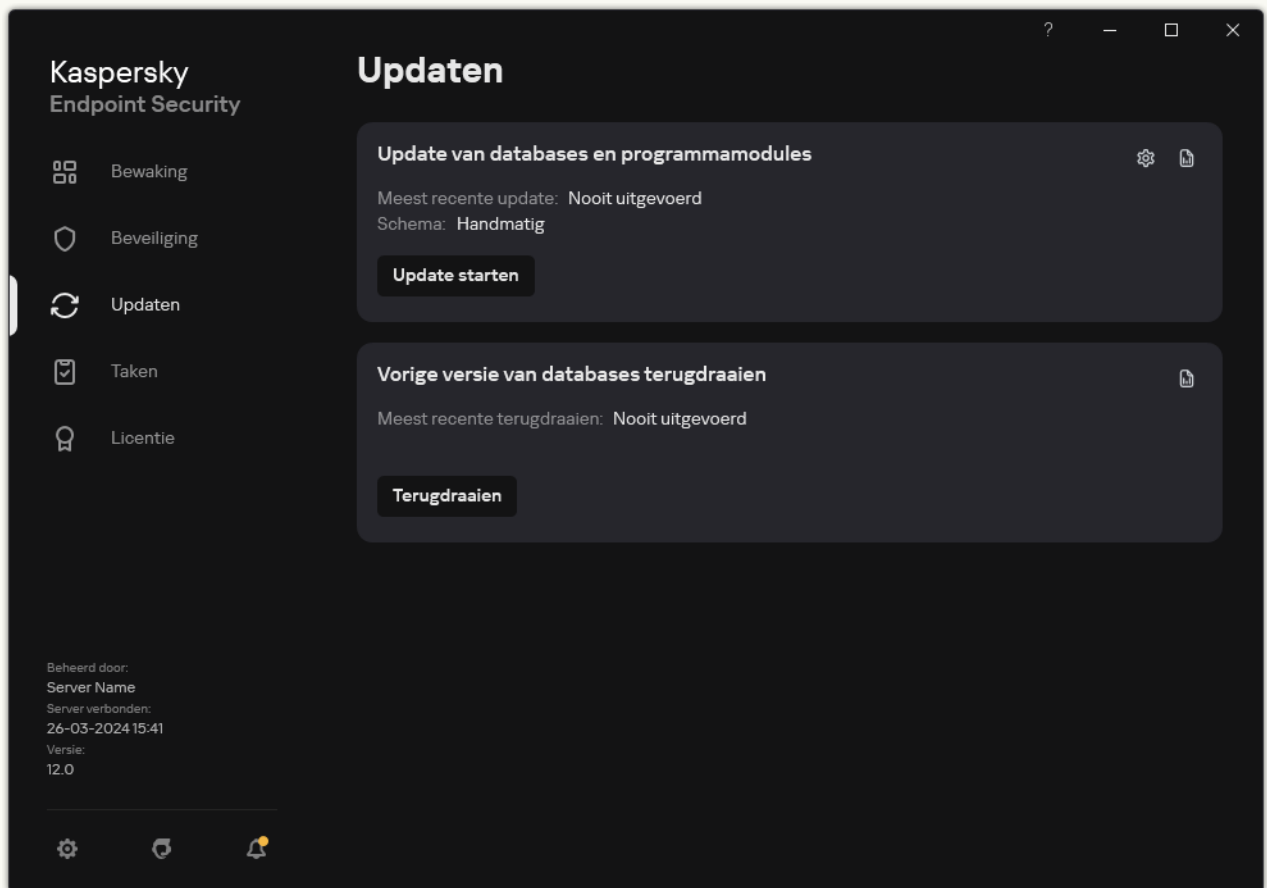 ?
Kaspersky
Endpoint Security
Bewaking
Beveiliging
Updaten
Taken
Licentie
Beheerd door:
Server Name
Server verbonden:
26-03-2024 15:41
Versie:
12.0
Updaten
Update van databases en programmamodules
Meest recente update: Nooit uitgevoerd
Schema: Handmatig
Update starten
Vorige versie van databases terugdraaien
Meest recente terugdraaien: Nooit uitgevoerd
Terugdraaien